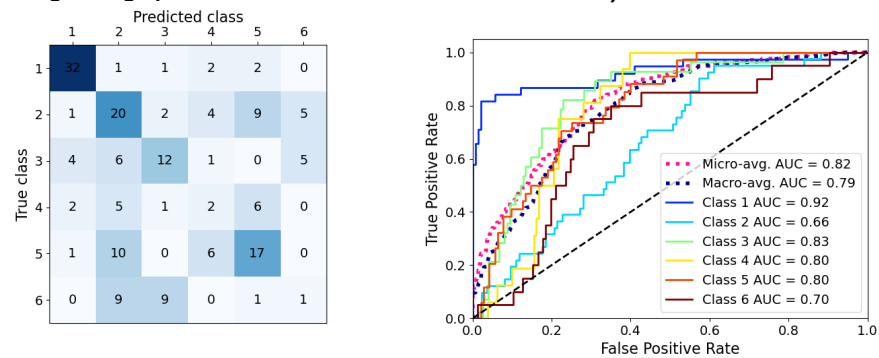 Predicted class
1 2 3 4 5 6
True class
1 32 1 1 2 2 0
2 1 20 2 4 9 5
3 4 6 12 1 0 5
4 2 5 1 2 6 0
5 1 10 0 6 17 0
6 0 9 9 0 1 1
True Positive Rate
1.0
0.8
0.6
0.4
0.2
0.0
Micro-avg. AUC = 0.82
Macro-avg. AUC = 0.79
Class 1 AUC = 0.92
Class 2 AUC = 0.66
Class 3 AUC = 0.83
Class 4 AUC = 0.80
Class 5 AUC = 0.80
Class 6 AUC = 0.70
0.0 0.2 0.4 0.6 0.8 1.0
False Positive Rate